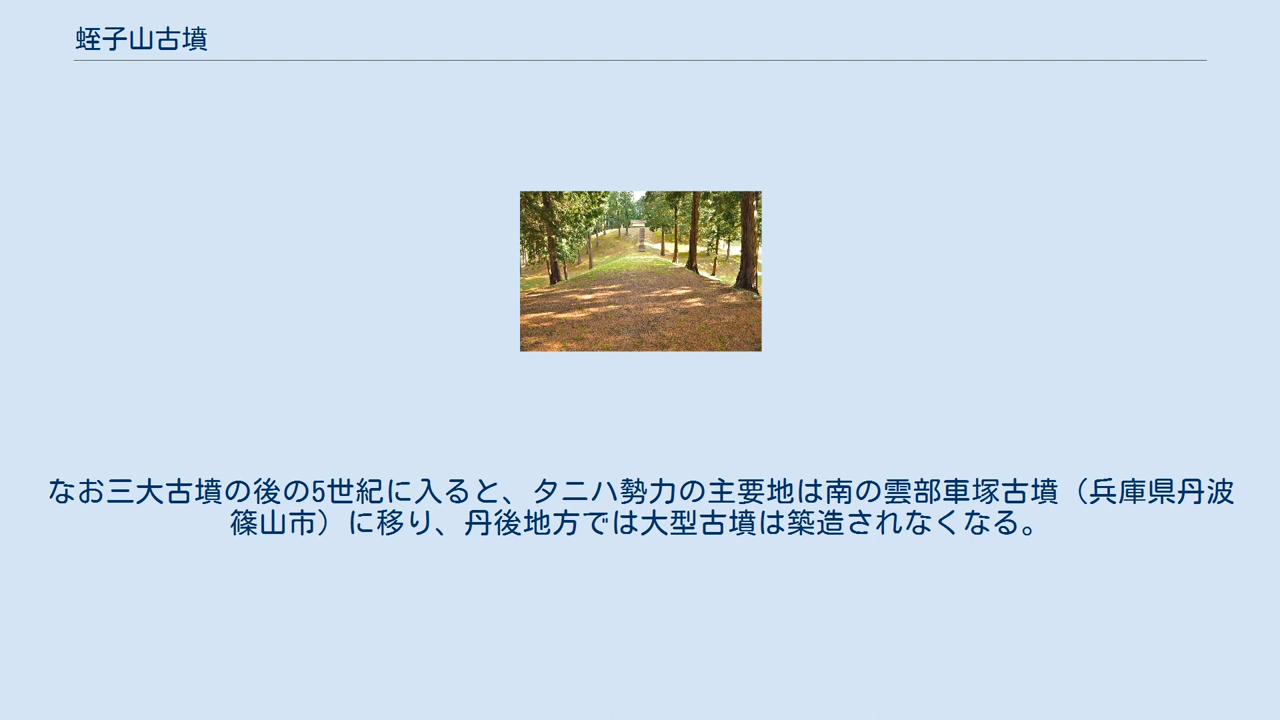 蛭子山古墳
なお三大古墳の後の5世紀に入ると、タニハ勢力の主要地は南の雲部車塚古墳（兵庫県丹波
篠山市）に移り、丹後地方では大型古墳は築造されなくなる。